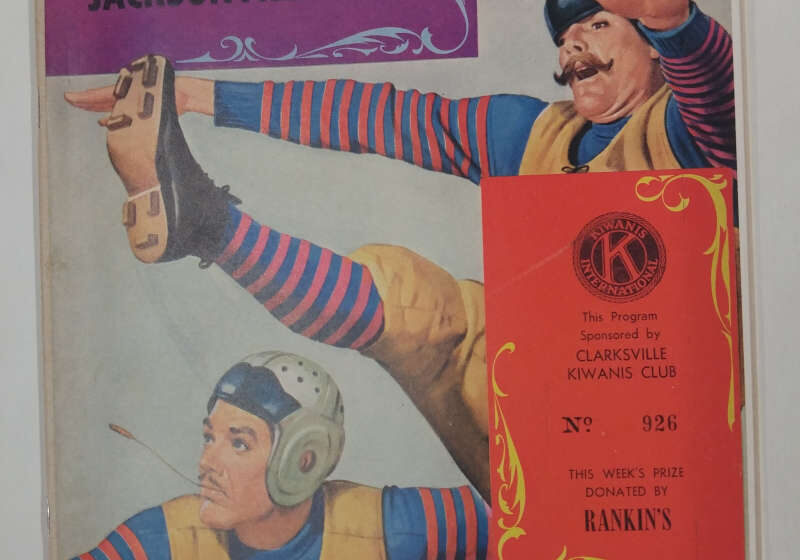 KIWANIS
K
INTERNATIONAL
This Program
Sponsored by
CLARKSVILLE
KIWANIS CLUB
Nº 926
THIS WEEK'S PRIZE
DONATED BY
RANKIN'S